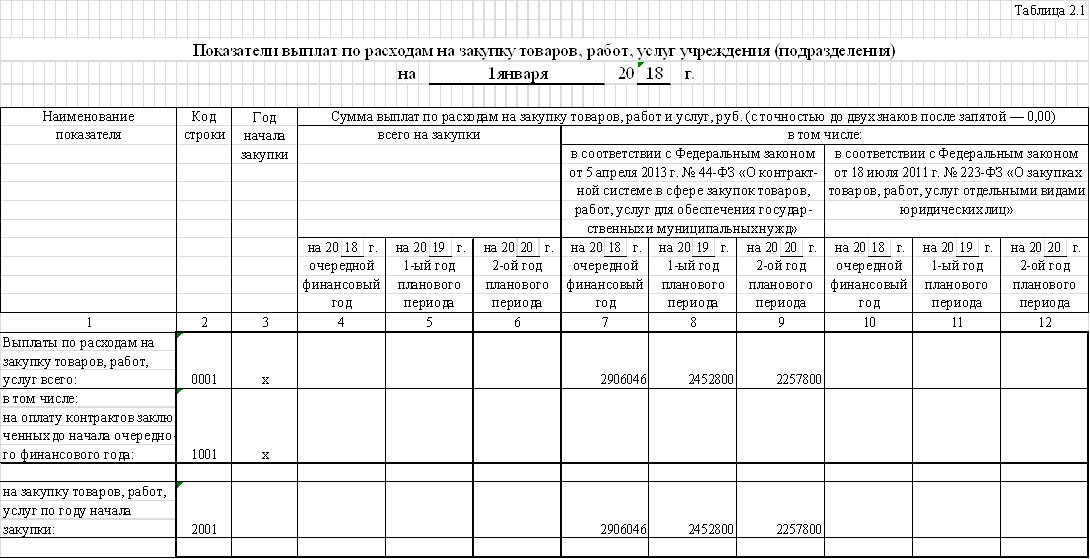 Таблица 2.1
Показатели выплат по расходам на закупку товаров, работ, услуг учреждения (подразделения)
на 1января 20 18 г.
Наименование показателя
Код строки
Год начала закупки
Сумма выплат по расходам на закупку товаров, работ и услуг, руб. (с точностью до двух знаков после запятой — 0,00)
всего на закупки
в том числе:
в соответствии с Федеральным законом
от 5 апреля 2013 г. № 44-ФЗ «О контракт-
ной системе в сфере закупок товаров,
работ, услуг для обеспечения государ-
ственных и муниципальных нужд»
в соответствии с Федеральным законом
от 18 июля 2011 г. № 223-ФЗ «О закупках
товаров, работ, услуг отдельными видами
юридических лиц»
на 20 18 г. на 20 19 г. на 20 20 г. на 20 18 г. на 20 19 г. на 20 20 г. на 20 18 г. на 20 19 г. на 20 20 г.
очередной 1-ый год 2-ой год очередной 1-ый год 2-ой год очередной 1-ый год 2-ой год
финансовый планового планового финансовый планового планового финансовый планового планового
год периода периода год периода периода год периода периода
1 2 3 4 5 6 7 8 9 10 11 12
Выплаты по расходам на
закупку товаров, работ,
услуг всего: 0001 х 2906046 2452800 2257800
в том числе:
на оплату контрактов заклю
ченных до начала очередно-
го финансового года: 1001 х
на закупку товаров, работ,
услуг по году начала
закупки: 2001 2906046 2452800 2257800